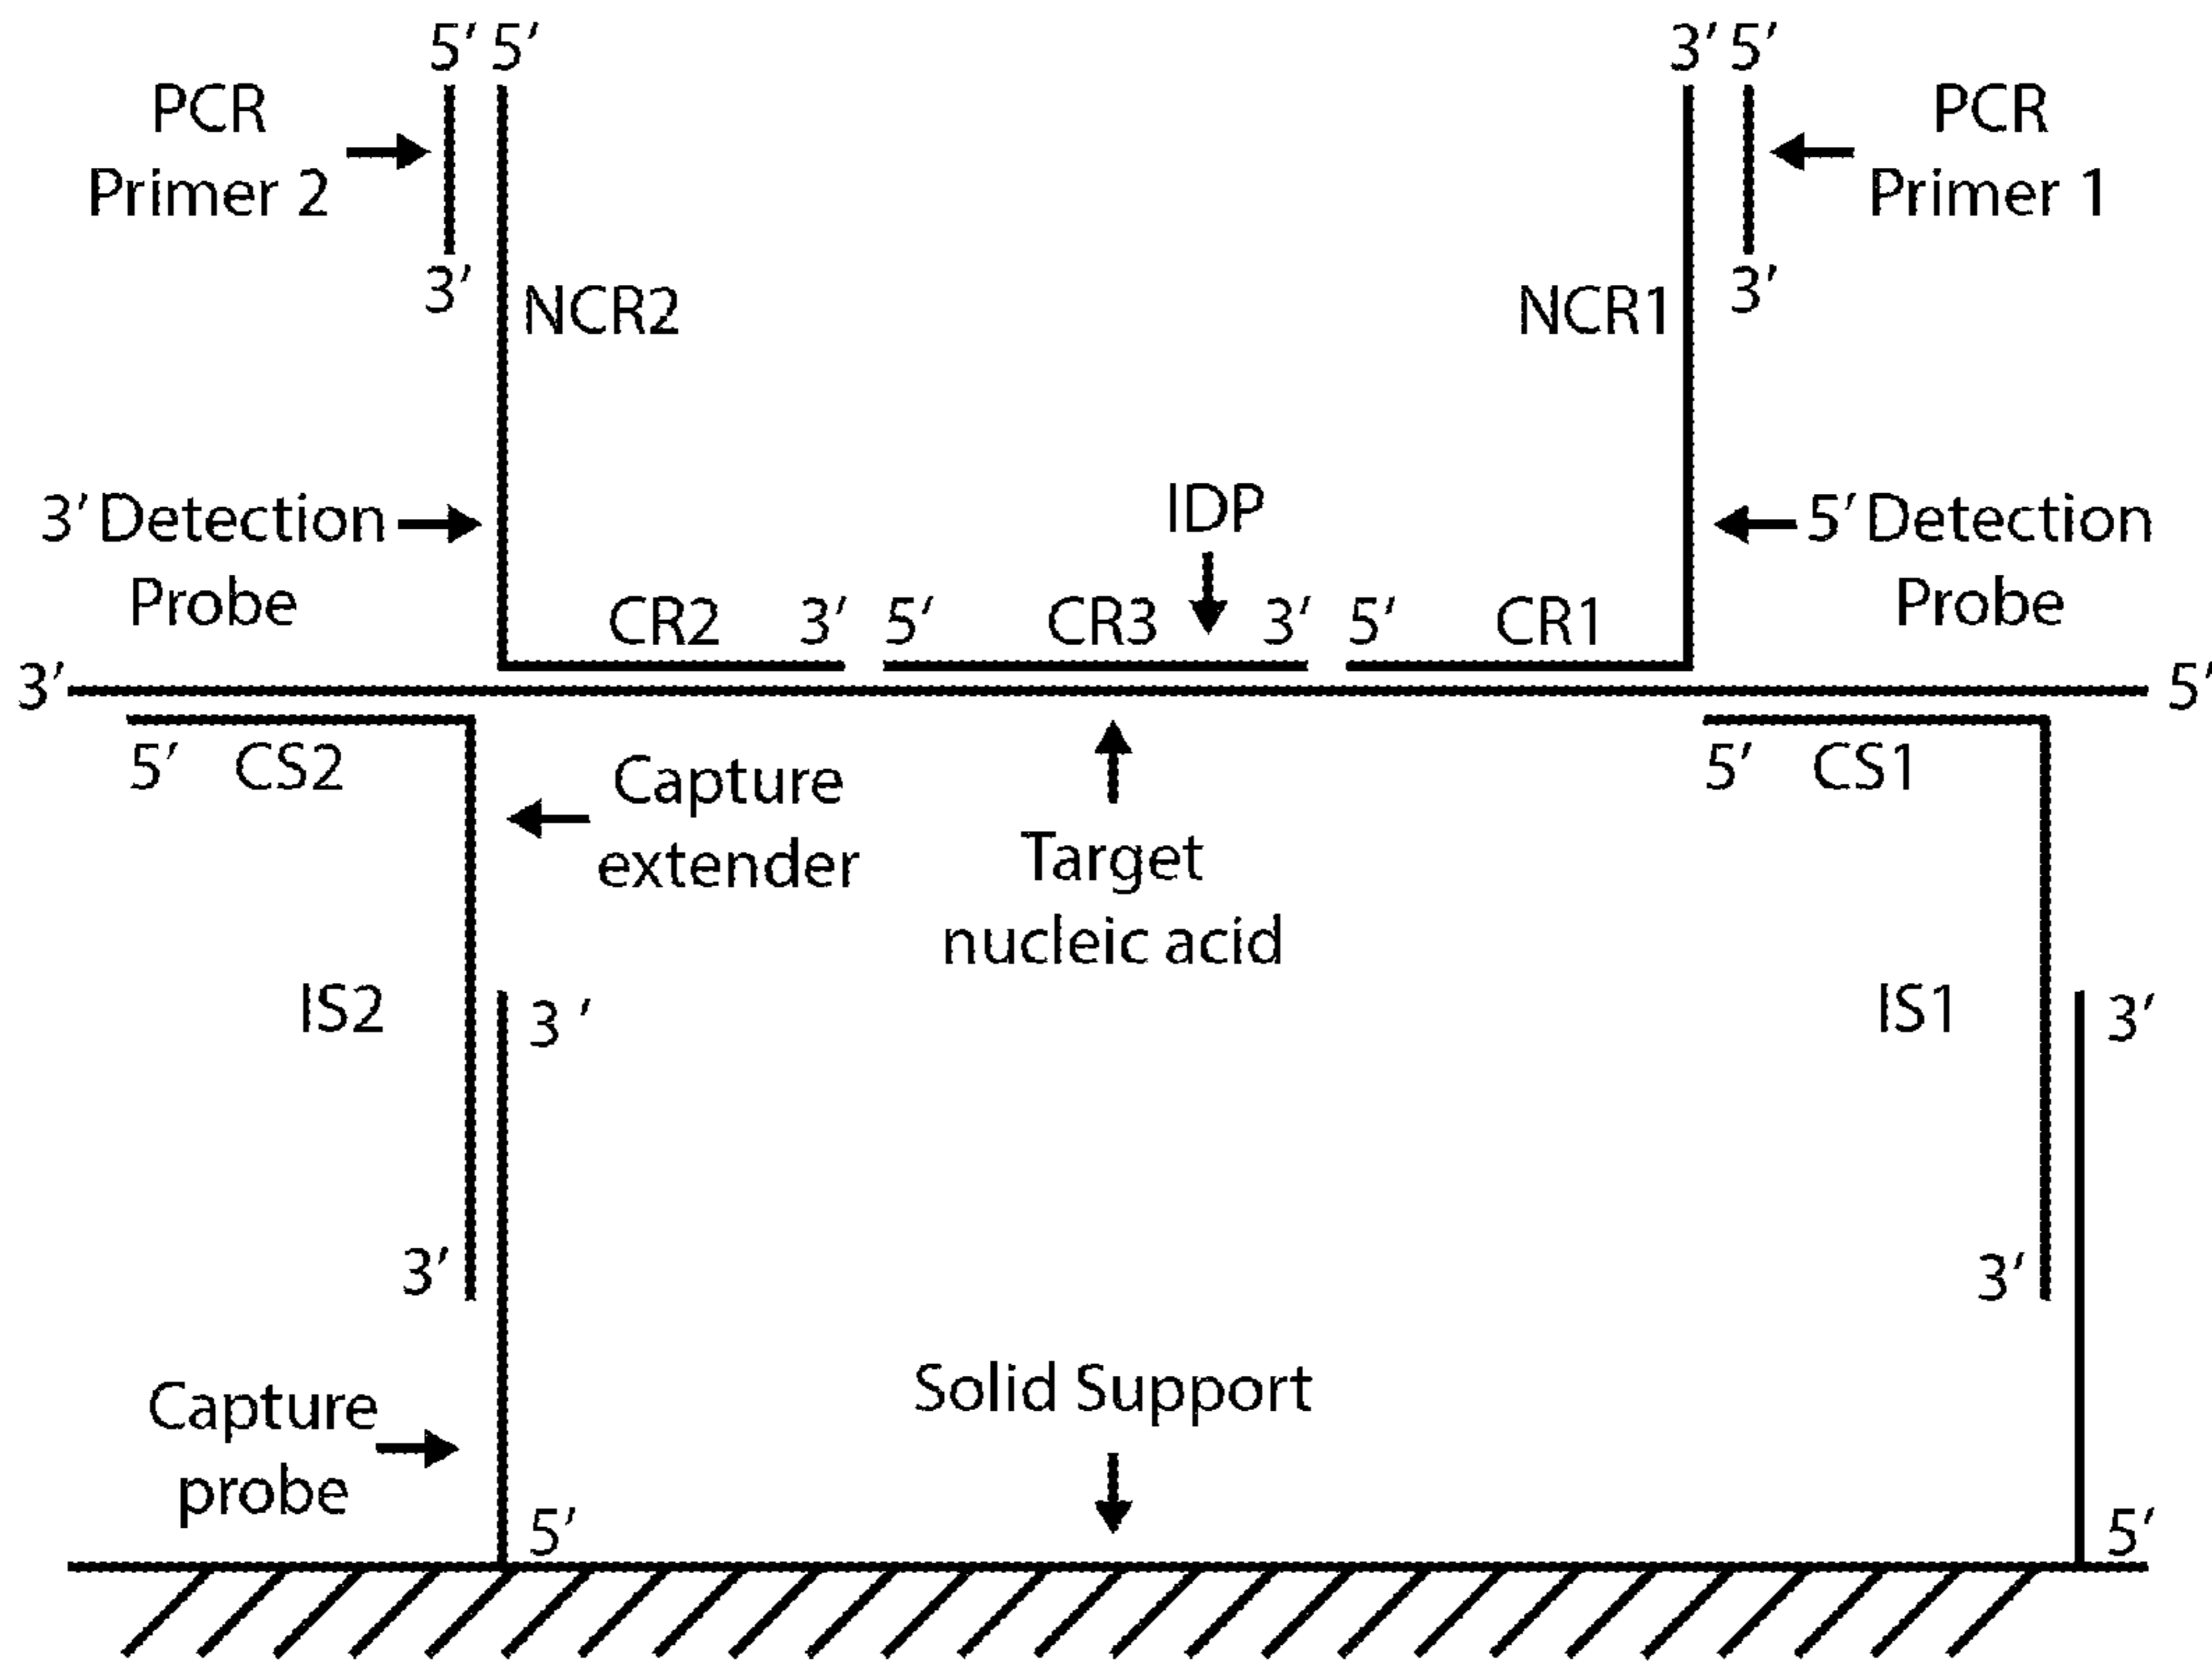 5′ 5′
3′ 5′
PCR
Primer 2
PCR
Primer 1
3′
NCR2
NCR1
3′
3′ Detection
Probe
IDP
5′ Detection
Probe
CR2
3′
5′
CR3
3′
5′
CR1
3′
5′
5′
CS2
Capture
extender
Target
nucleic acid
5′
CS1
IS2
3 ′
IS1
3′
3′
3′
Capture
probe
Solid Support
5′
5′